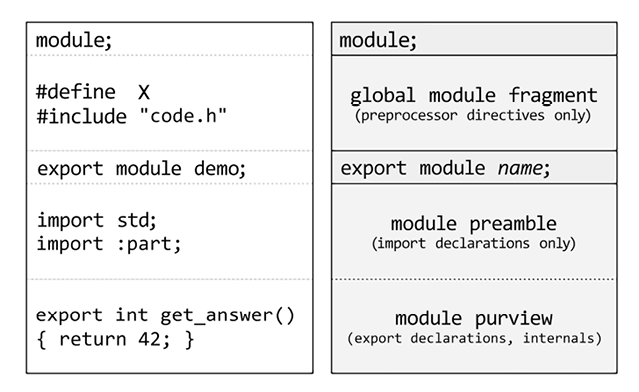 module;
#define  X
#include "code.h"
export module demo;
import std;
import :part;
export int get_answer()
{ return 42; }
module;
global module fragment
(preprocessor directives only)
export module name;
module preamble
(import declarations only)
module purview
(export declarations, internals)